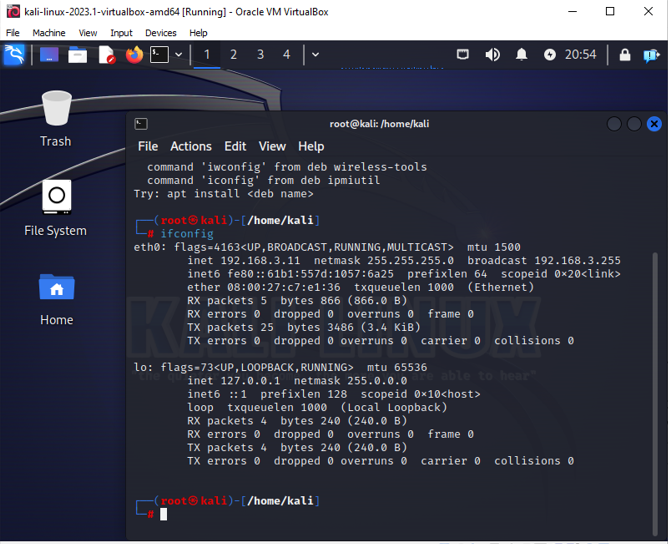 kali-linux-2023.1-virtualbox-amd64 [Running] - Oracle VM VirtualBox
File Machine View Input Devices Help
1 2 3 4 20:54
Trash
File System
Home
root@kali: /home/kali
File Actions Edit View Help
command 'iwconfig' from deb wireless-tools
command 'iconfig' from deb ipmiutil
Try: apt install <deb name>
┌──(root㉿kali)-[/home/kali]
└─# ifconfig
eth0: flags=4163<UP,BROADCAST,RUNNING,MULTICAST>  mtu 1500
inet 192.168.3.11  netmask 255.255.255.0  broadcast 192.168.3.255
inet6 fe80::61b1:557d:1057:6a25  prefixlen 64  scopeid 0×20<link>
ether 08:00:27:c7:e1:36  txqueuelen 1000  (Ethernet)
RX packets 5  bytes 866 (866.0 B)
RX errors 0  dropped 0  overruns 0  frame 0
TX packets 25  bytes 3486 (3.4 KiB)
TX errors 0  dropped 0 overruns 0  carrier 0  collisions 0
lo: flags=73<UP,LOOPBACK,RUNNING>  mtu 65536
inet 127.0.0.1  netmask 255.0.0.0
inet6 ::1  prefixlen 128  scopeid 0×10<host>
loop  txqueuelen 1000  (Local Loopback)
RX packets 4  bytes 240 (240.0 B)
RX errors 0  dropped 0  overruns 0  frame 0
TX packets 4  bytes 240 (240.0 B)
TX errors 0  dropped 0 overruns 0  carrier 0  collisions 0
┌──(root㉿kali)-[/home/kali]
└─#
KALI LINUX